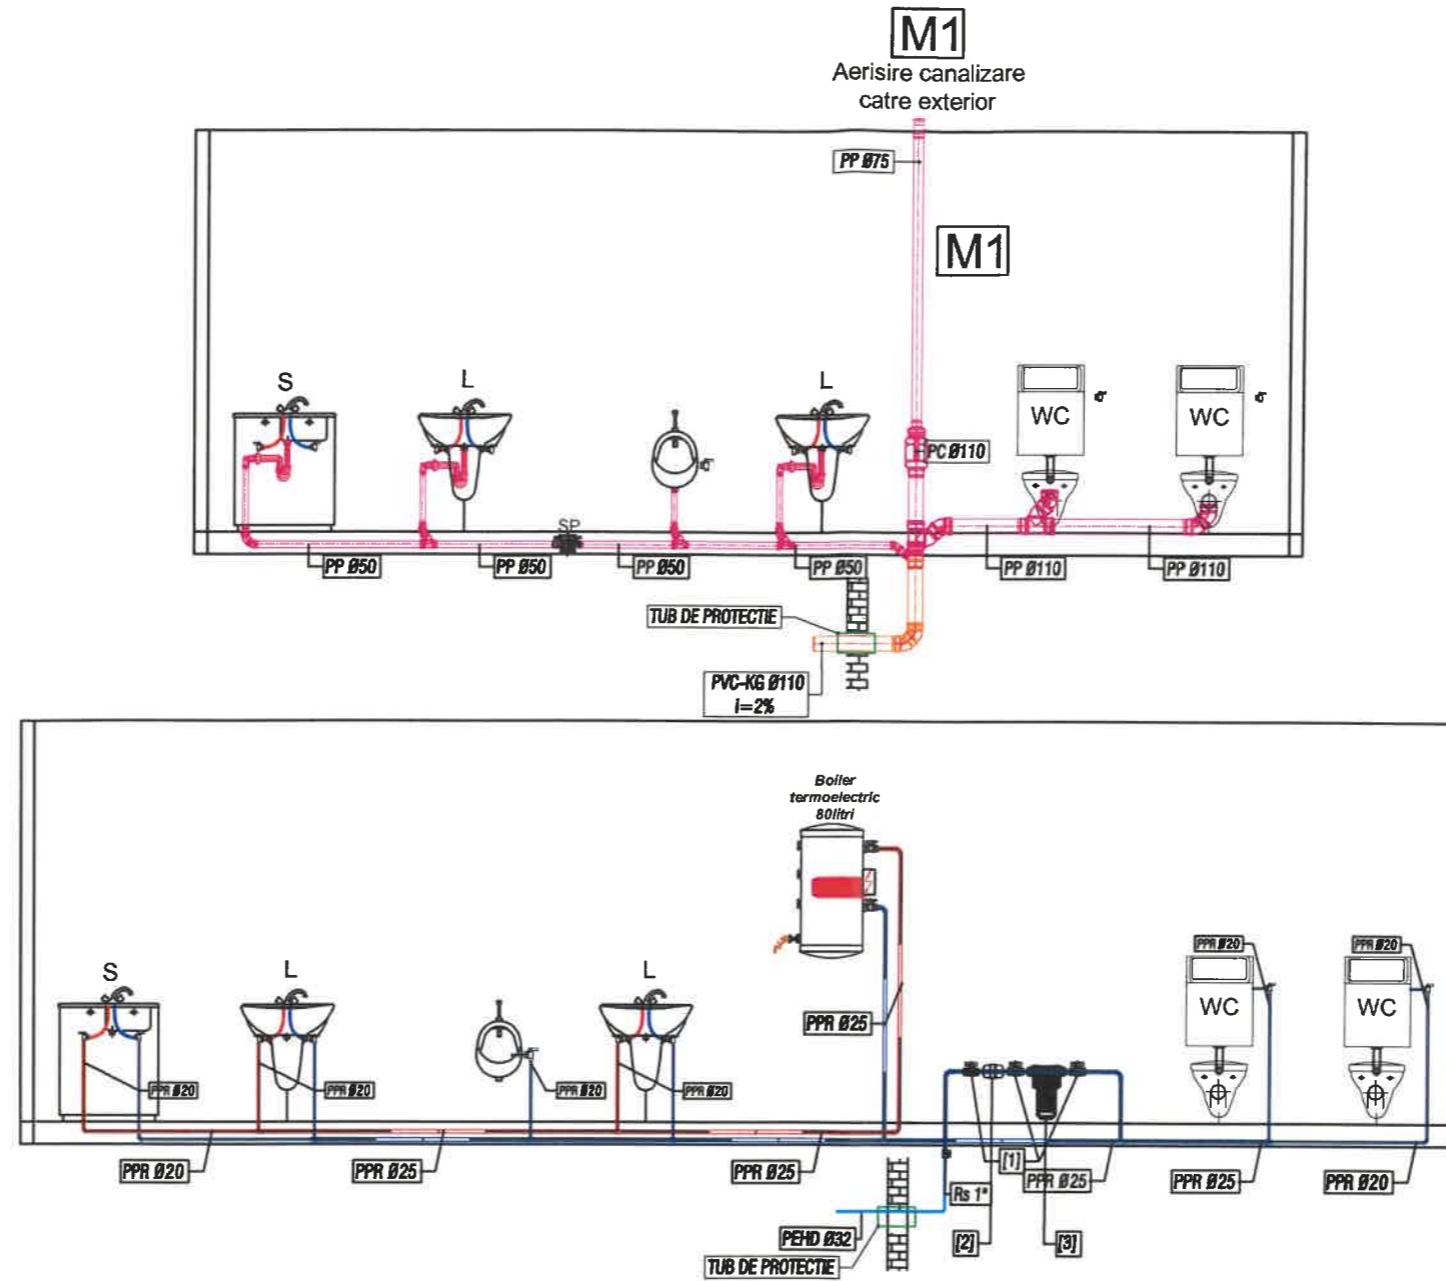 M1
Aerisire canalizare
catre exterior
PP Ø75
M1
S
L
L
WC
WC
PC Ø110
SP
PP Ø50
PP Ø50
PP Ø50
PP Ø50
PP Ø110
PP Ø110
TUB DE PROTECTIE
PVC-KG Ø110
i=2%
Boiler
termoelectric
80litri
PPR Ø20
PPR Ø20
S
L
L
WC
WC
PPR Ø25
PPR Ø20
PPR Ø20
PPR Ø20
PPR Ø20
[1]
PPR Ø20
PPR Ø25
PPR Ø25
PPR Ø25
PPR Ø25
PPR Ø20
Rs 1"
PEHD Ø32
[2]
[3]
TUB DE PROTECTIE